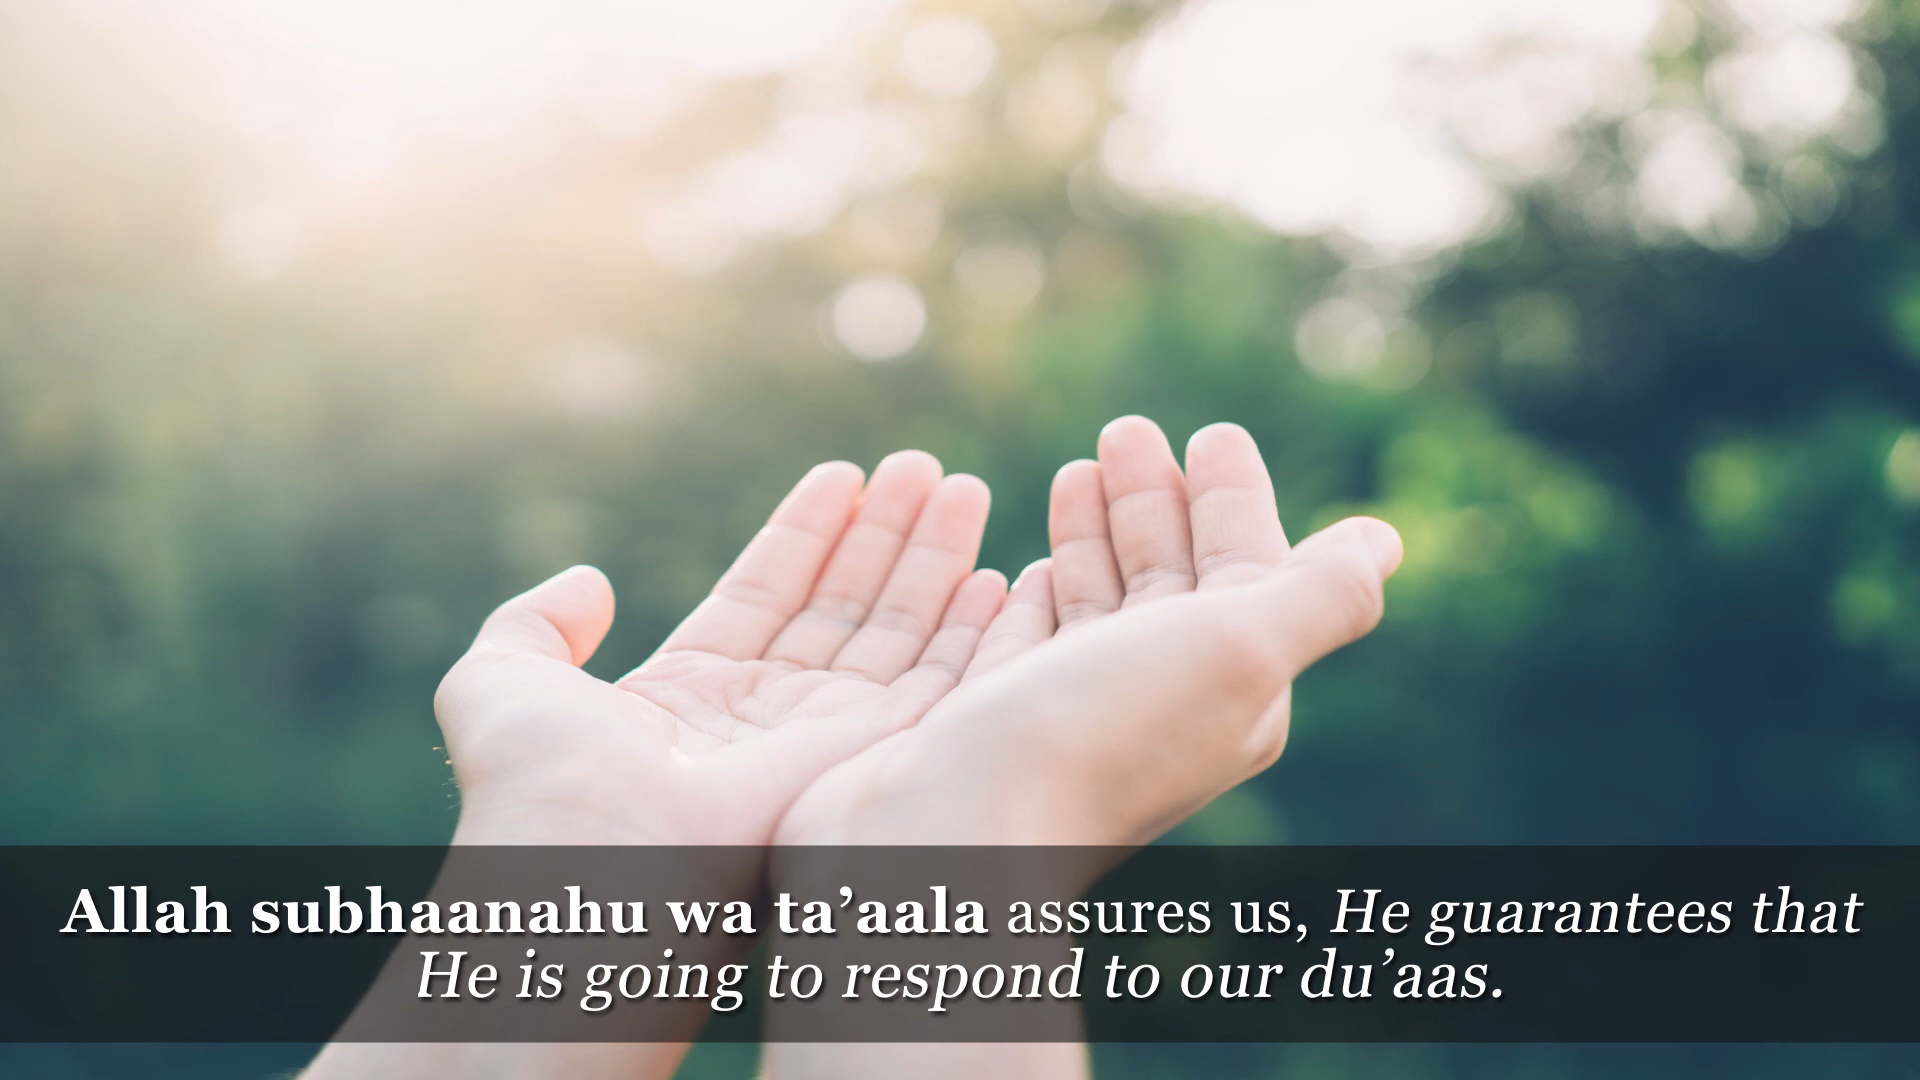 Allah subhaanahu wa ta’aala assures us, He guarantees that
He is going to respond to our du’aas.